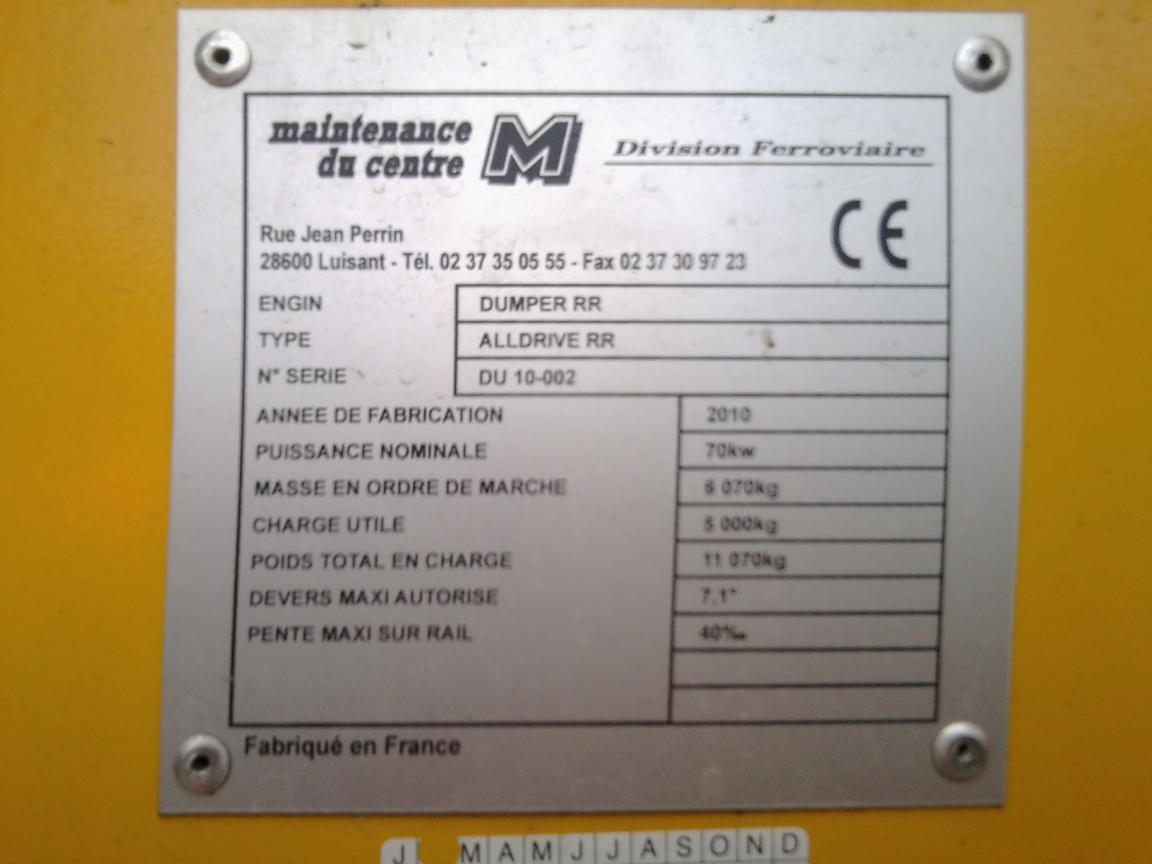 maintenance
du centre
M
Division Ferroviaire
CE
Rue Jean Perrin
28600 Luisant - Tél. 02 37 35 05 55 - Fax 02 37 30 97 23
ENGIN DUMPER RR
TYPE ALLDRIVE RR
N° SERIE DU 10-002
ANNEE DE FABRICATION 2010
PUISSANCE NOMINALE 70kw
MASSE EN ORDRE DE MARCHE 6 070kg
CHARGE UTILE 5 000kg
POIDS TOTAL EN CHARGE 11 070kg
DEVERS MAXI AUTORISE 7,1°
PENTE MAXI SUR RAIL 40‰
Fabriqué en France
J M A M J J A S O N D